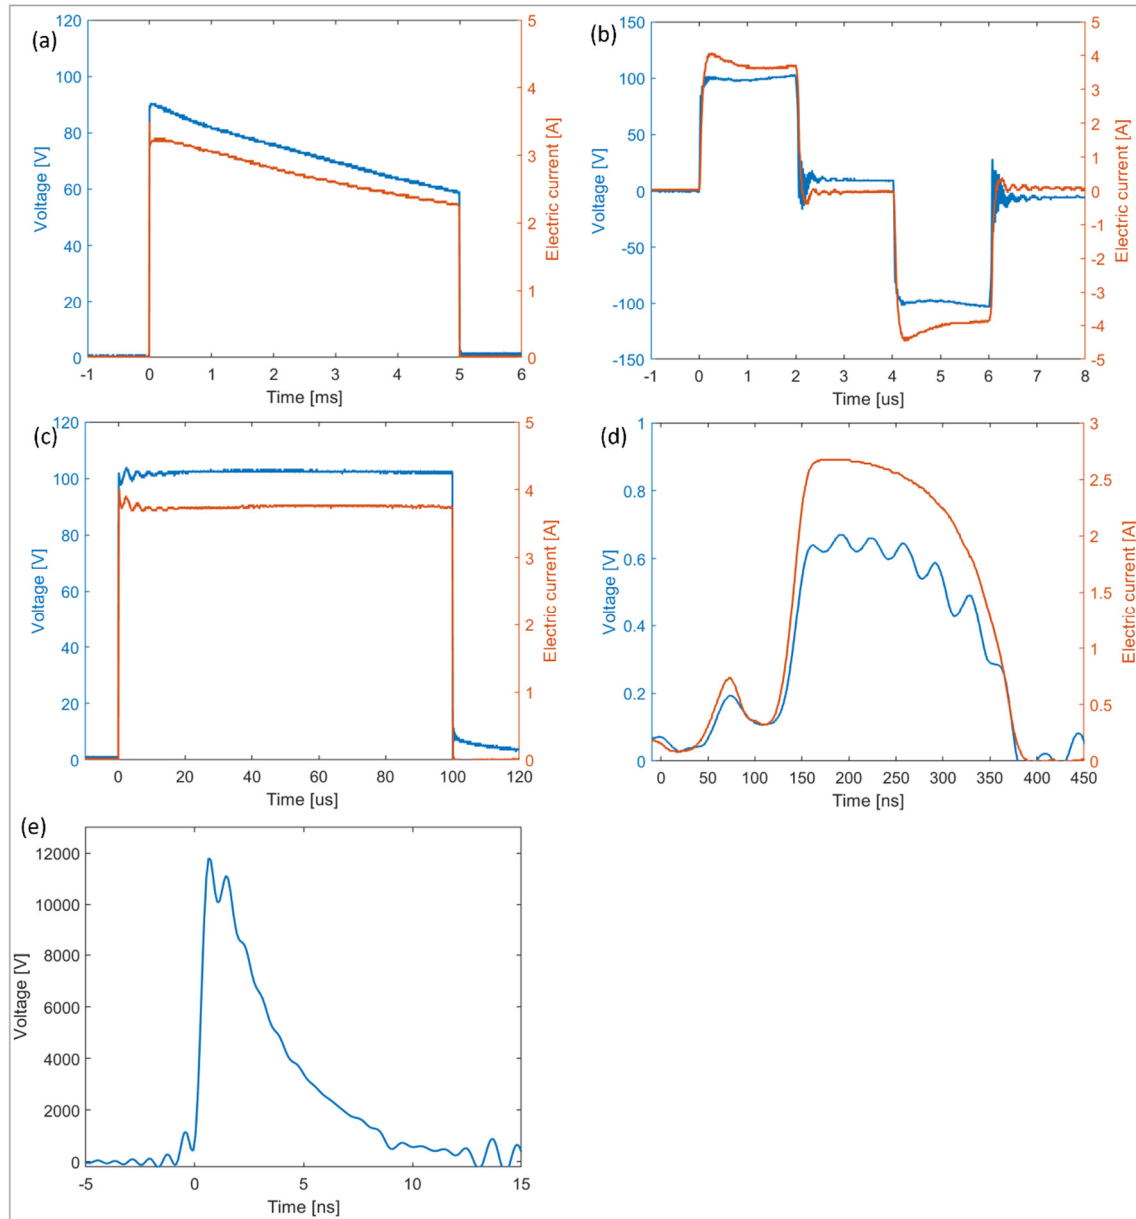 (a)
120
100
80
60
40
20
0
Voltage [V]
5
4
3
2
1
0
Electric current [A]
-1 0 1 2 3 4 5 6
Time [ms]
(b)
150
100
50
0
-50
-100
-150
Voltage [V]
5
4
3
2
1
0
-1
-2
-3
-4
-5
Electric current [A]
-1 0 1 2 3 4 5 6 7 8
Time [us]
(c)
120
100
80
60
40
20
0
Voltage [V]
5
4
3
2
1
0
Electric current [A]
0 20 40 60 80 100 120
Time [us]
(d)
1
0.8
0.6
0.4
0.2
0
Voltage [V]
3
2.5
2
1.5
1
0.5
0
Electric current [A]
0 50 100 150 200 250 300 350 400 450
Time [ns]
(e)
12000
10000
8000
6000
4000
2000
0
Voltage [V]
-5 0 5 10 15
Time [ns]